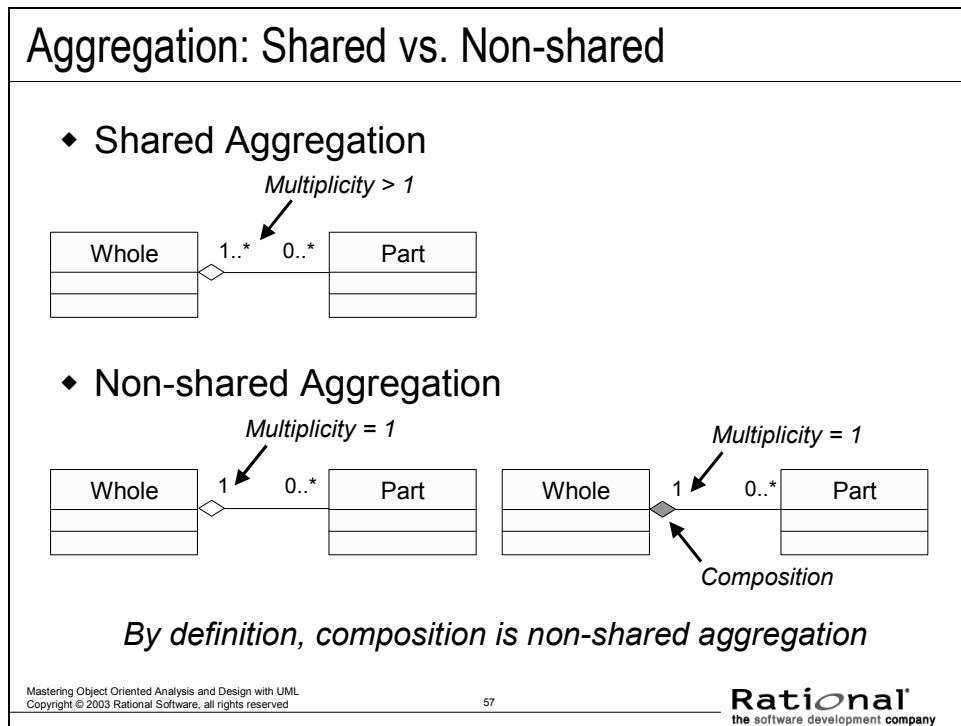 Aggregation: Shared vs. Non-shared
◆ Shared Aggregation
Multiplicity > 1
Whole 1..* 0..* Part
◆ Non-shared Aggregation
Multiplicity = 1
Multiplicity = 1
Whole 1 0..* Part
Whole 1 0..* Part
Composition
By definition, composition is non-shared aggregation
Mastering Object Oriented Analysis and Design with UML
Copyright © 2003 Rational Software, all rights reserved
57
Rational
the software development company